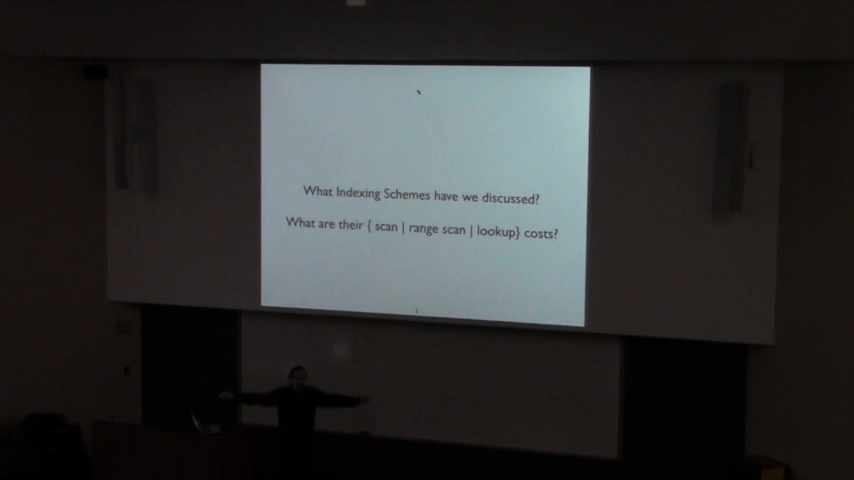 What Indexing Schemes have we discussed?
What are their { scan | range scan | lookup} costs?